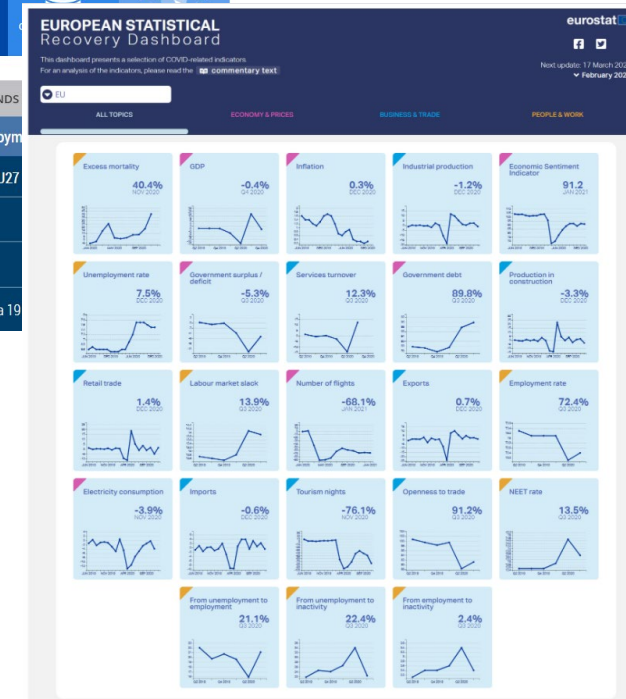 EUROPEAN STATISTICAL
Recovery Dashboard
eurostat
This dashboard presents a selection of COVID-related indicators
For an analysis of the indicators, please read the commentary text
Next update: 17 March 202
February 202
EU
ALL TOPICS
ECONOMY & PRICES
BUSINESS & TRADE
PEOPLE & WORK
NDS
U27
a 19
Excess mortality
40.4%
NOV 2020
GDP
-0.4%
Q4 2020
Inflation
0.3%
DEC 2020
Industrial production
-1.2%
DEC 2020
Economic Sentiment
Indicator
91.2
JAN 2021
Unemployment rate
7.5%
DEC 2020
Government surplus /
deficit
-5.3%
Q3 2020
Services turnover
12.3%
Q3 2020
Government debt
89.8%
Q3 2020
Production in
construction
-3.3%
DEC 2020
Retail trade
1.4%
DEC 2020
Labour market slack
13.9%
Q3 2020
Number of flights
-68.1%
JAN 2021
Exports
0.7%
DEC 2020
Employment rate
72.4%
Q3 2020
Electricity consumption
-3.9%
NOV 2020
Imports
-0.6%
DEC 2020
Tourism nights
-76.1%
NOV 2020
Openness to trade
91.2%
Q3 2020
NEET rate
13.5%
Q3 2020
From unemployment to
employment
21.1%
Q3 2020
From unemployment to
inactivity
22.4%
Q3 2020
From employment to
inactivity
2.4%
Q3 2020